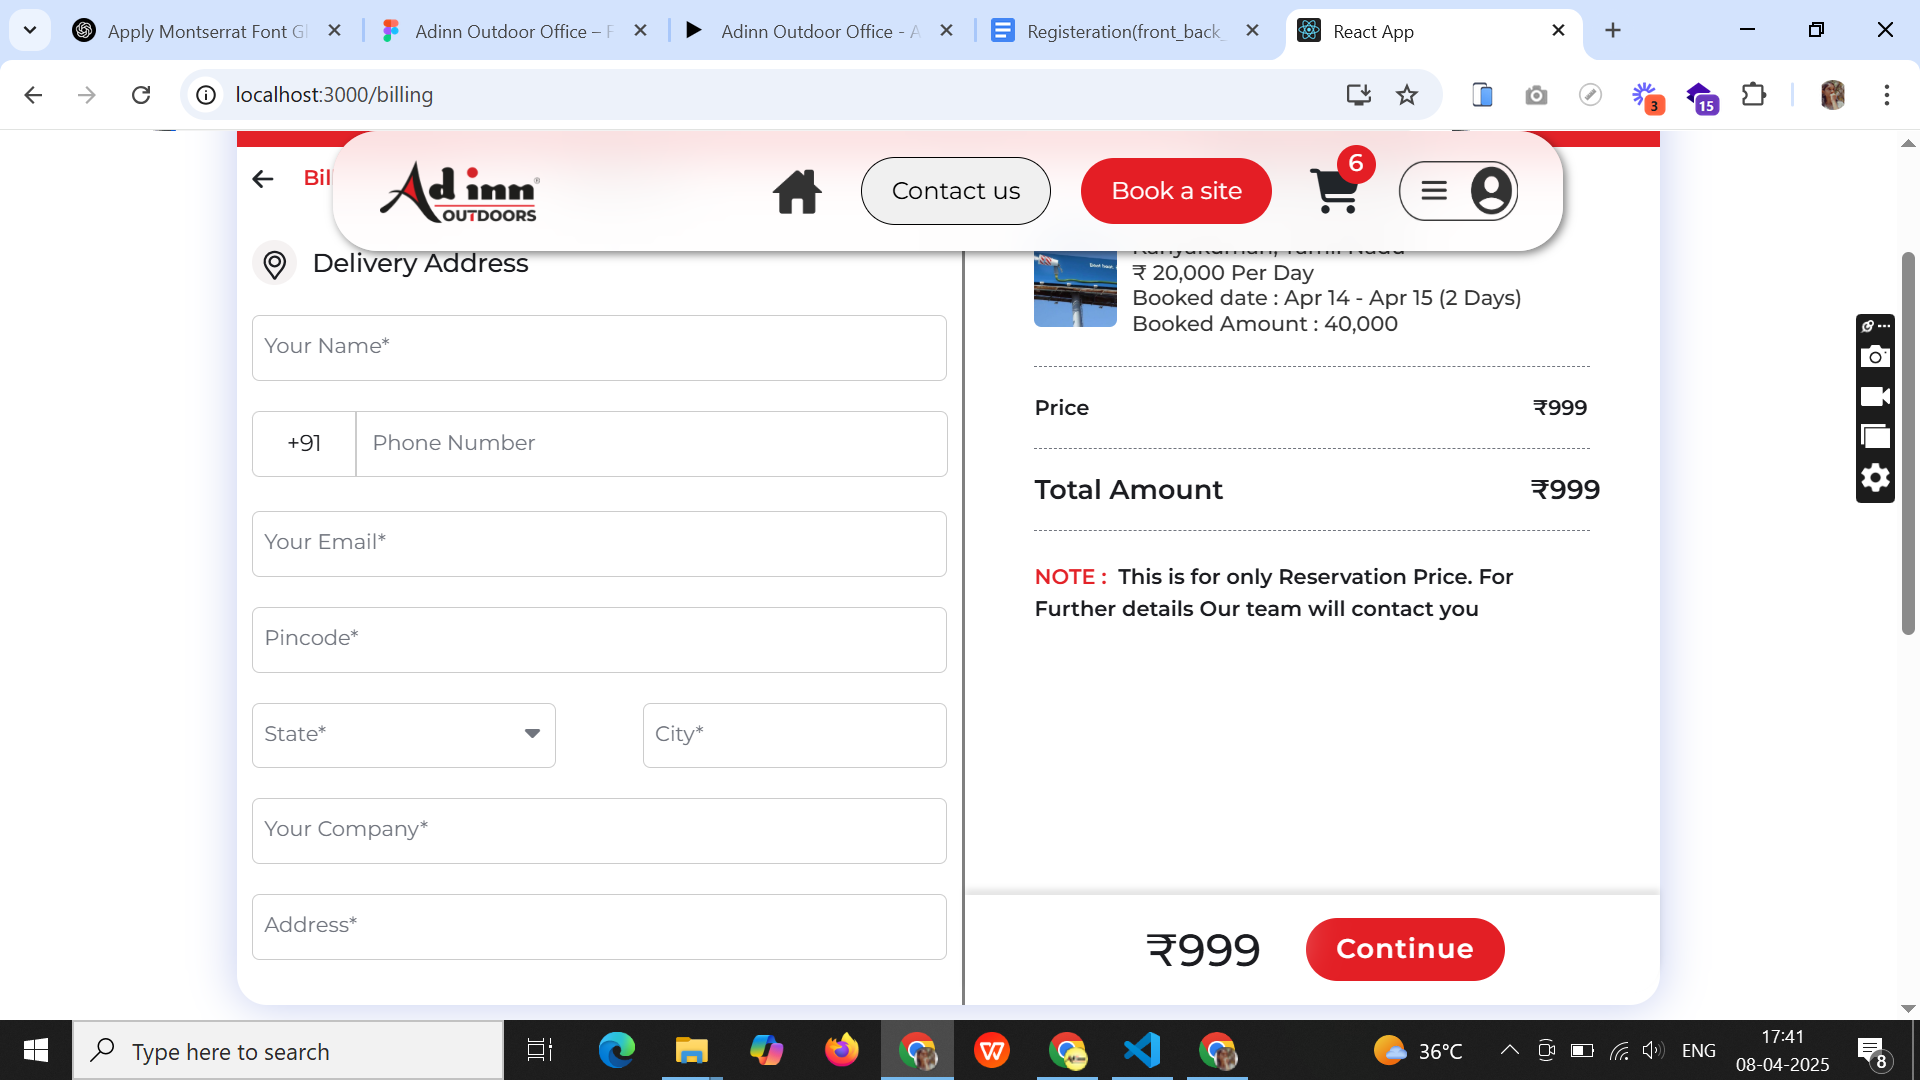 Apply Montserrat Font Gl
Adinn Outdoor Office – F
Adinn Outdoor Office - A
Registeration(front_back_
React App
localhost:3000/billing
3
15
Bil
Ad inn
OUTDOORS
Contact us
Book a site
6
Delivery Address
Your Name*
+91
Phone Number
Your Email*
Pincode*
State*
City*
Your Company*
Address*
Kanyakumari, Tamil Nadu
₹ 20,000 Per Day
Booked date : Apr 14 - Apr 15 (2 Days)
Booked Amount : 40,000
Price
₹999
Total Amount
₹999
NOTE : This is for only Reservation Price. For
Further details Our team will contact you
₹999
Continue
Type here to search
36°C
ENG
17:41
08-04-2025
8